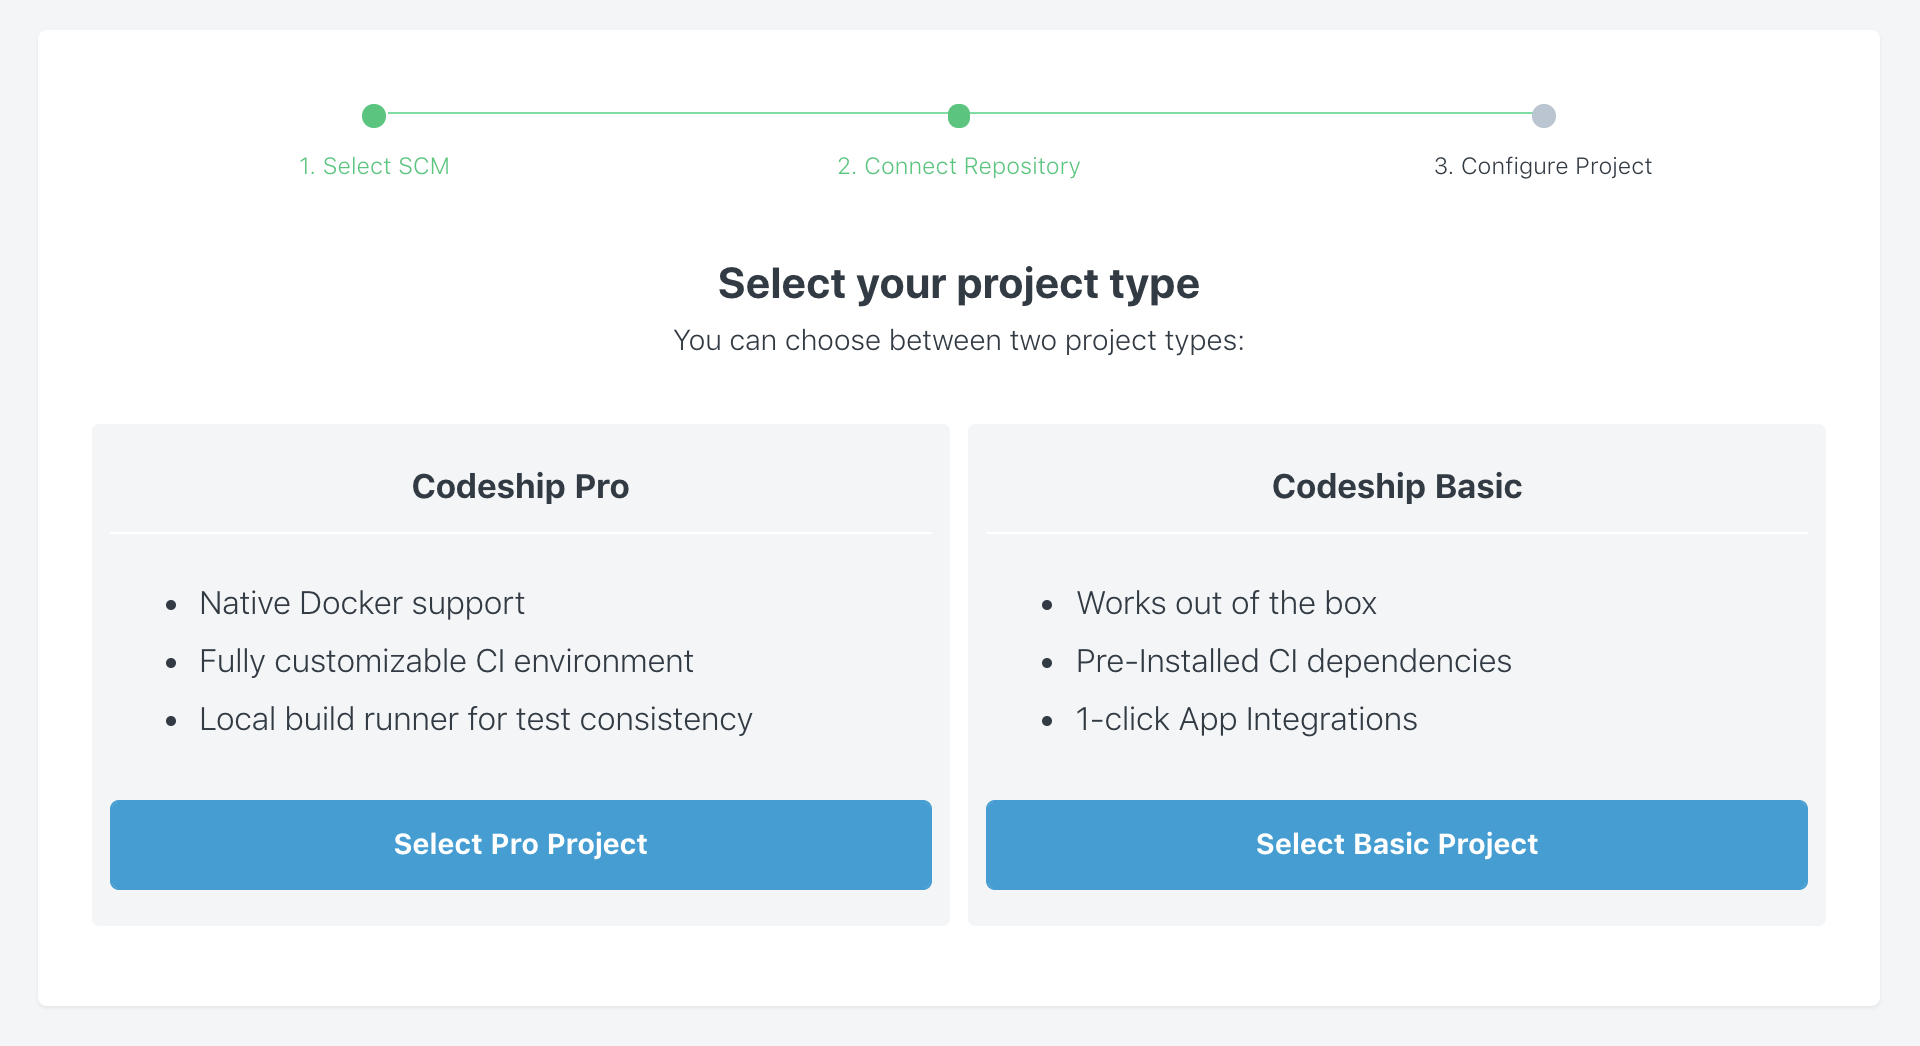 1. Select SCM
2. Connect Repository
3. Configure Project
Select your project type
You can choose between two project types:
Codeship Pro
• Native Docker support
• Fully customizable CI environment
• Local build runner for test consistency
Select Pro Project
Codeship Basic
• Works out of the box
• Pre-Installed CI dependencies
• 1-click App Integrations
Select Basic Project